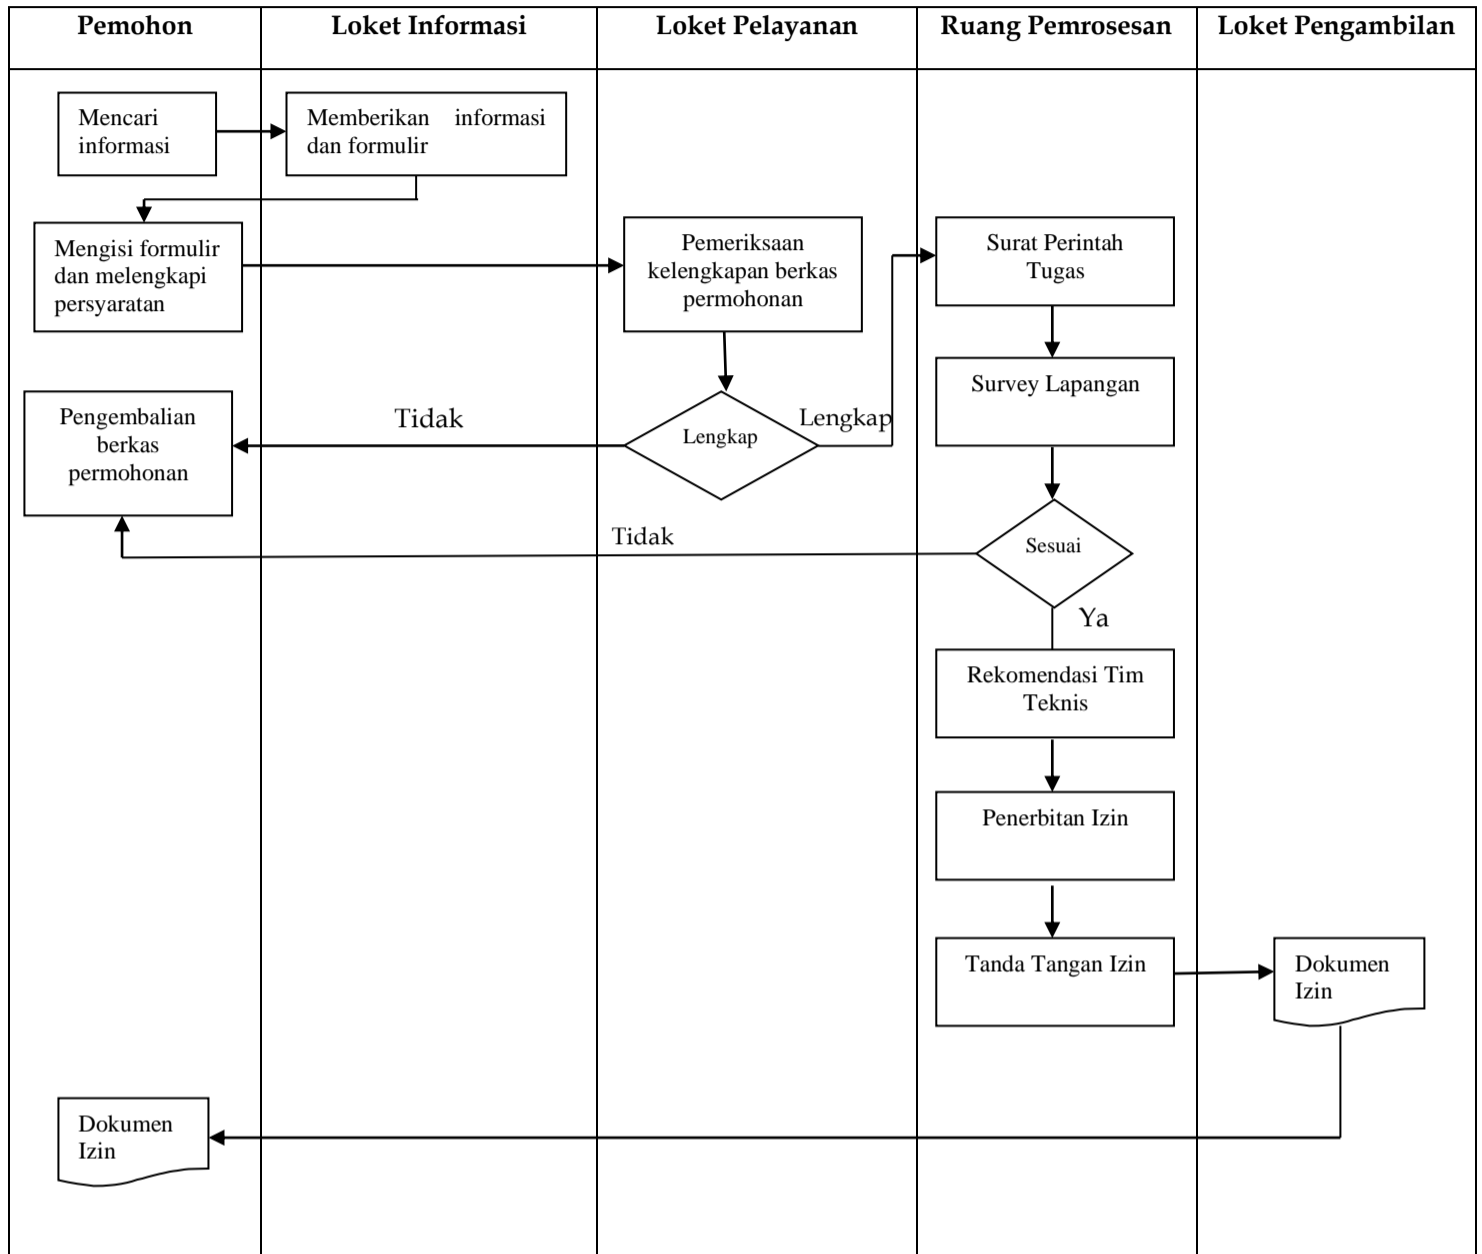 Pemohon
Loket Informasi
Loket Pelayanan
Ruang Pemrosesan
Loket Pengambilan
Mencari
informasi
Memberikan informasi
dan formulir
Mengisi formulir
dan melengkapi
persyaratan
Pemeriksaan
kelengkapan berkas
permohonan
Surat Perintah
Tugas
Survey Lapangan
Pengembalian
berkas
permohonan
Tidak
Lengkap
Lengkap
Tidak
Sesuai
Ya
Rekomendasi Tim
Teknis
Penerbitan Izin
Tanda Tangan Izin
Dokumen
Izin
Dokumen
Izin